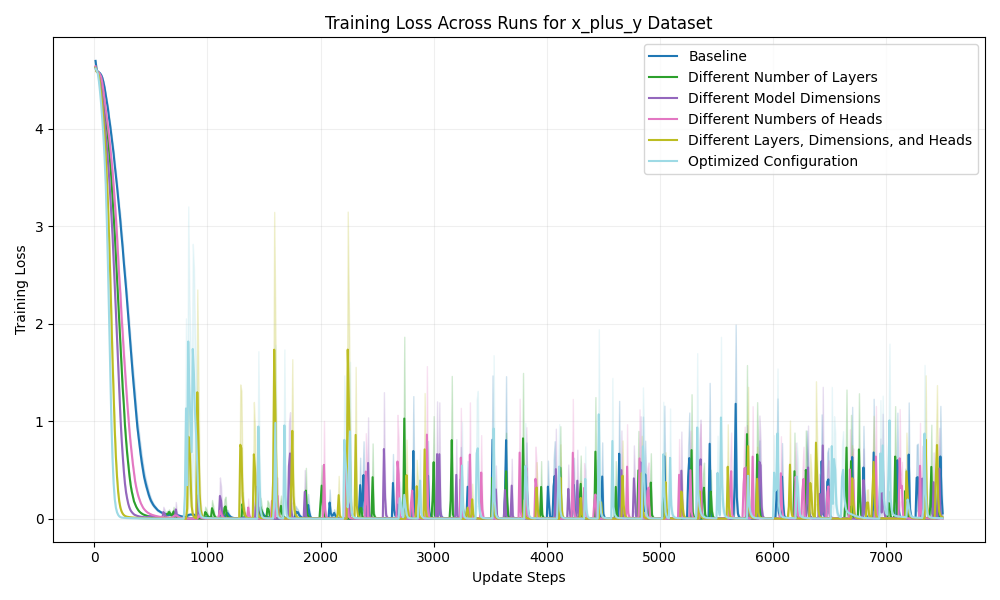 Training Loss Across Runs for x_plus_y Dataset
Baseline
Different Number of Layers
Different Model Dimensions
Different Numbers of Heads
Different Layers, Dimensions, and Heads
Optimized Configuration
Training Loss
4
3
2
1
0
0 1000 2000 3000 4000 5000 6000 7000
Update Steps